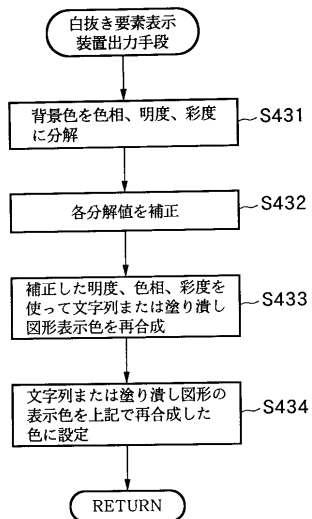 白抜き要素表示
装置出力手段
背景色を色相、明度、彩度
に分解
S431
各分解値を補正
S432
補正した明度、色相、彩度を
使って文字列または塗り潰し
図形表示色を再合成
S433
文字列または塗り潰し図形の
表示色を上記で再合成した
色に設定
S434
RETURN